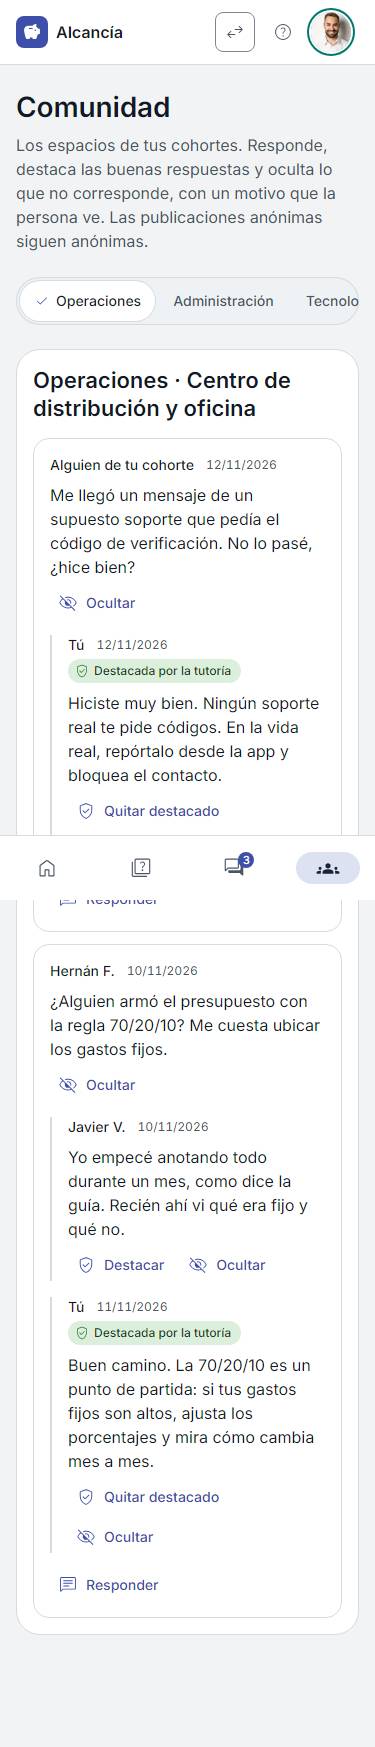 Alcancía
Comunidad
Los espacios de tus cohortes. Responde,
destaca las buenas respuestas y oculta lo
que no corresponde, con un motivo que la
persona ve. Las publicaciones anónimas
siguen anónimas.
Operaciones
Administración
Tecnolo
Operaciones · Centro de
distribución y oficina
Alguien de tu cohorte 12/11/2026
Me llegó un mensaje de un
supuesto soporte que pedía el
código de verificación. No lo pasé,
¿hice bien?
Ocultar
Tú 12/11/2026
Destacada por la tutoría
Hiciste muy bien. Ningún soporte
real te pide códigos. En la vida
real, repórtalo desde la app y
bloquea el contacto.
Quitar destacado
3
Responder
Hernán F. 10/11/2026
¿Alguien armó el presupuesto con
la regla 70/20/10? Me cuesta ubicar
los gastos fijos.
Ocultar
Javier V. 10/11/2026
Yo empecé anotando todo
durante un mes, como dice la
guía. Recién ahí vi qué era fijo y
qué no.
Destacar Ocultar
Tú 11/11/2026
Destacada por la tutoría
Buen camino. La 70/20/10 es un
punto de partida: si tus gastos
fijos son altos, ajusta los
porcentajes y mira cómo cambia
mes a mes.
Quitar destacado
Ocultar
Responder